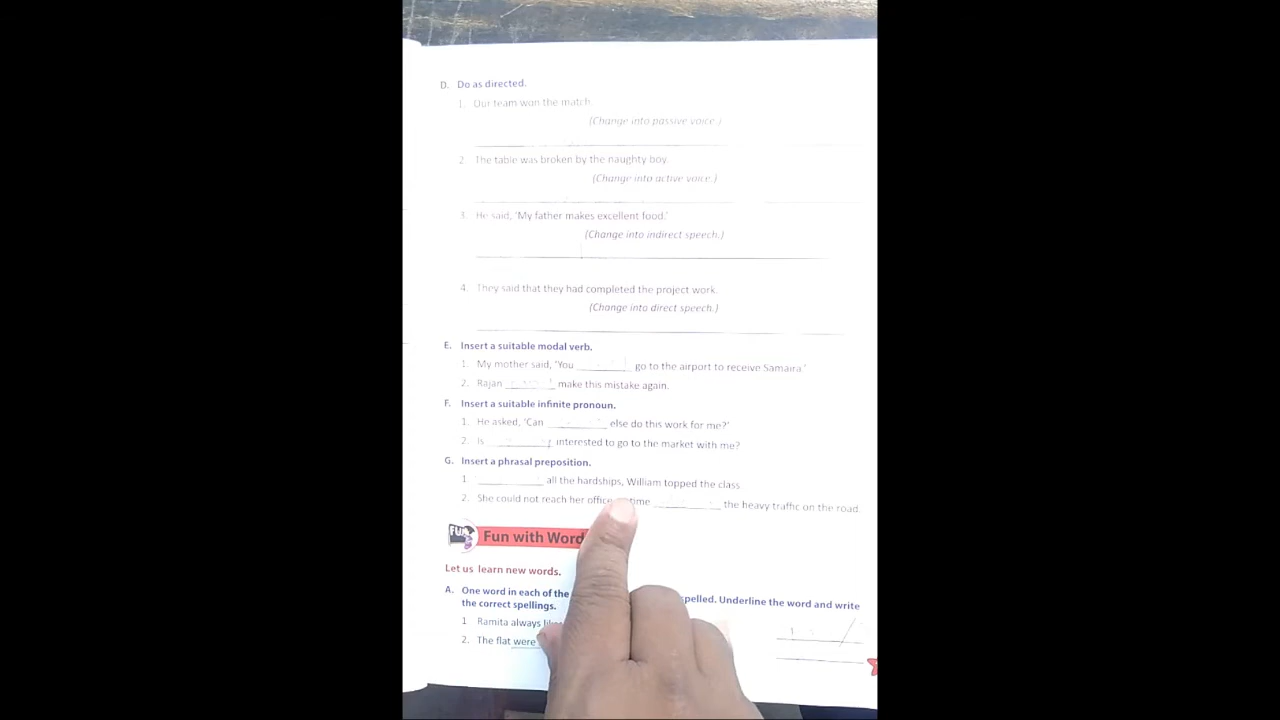 D. Do as directed.
1. Our team won the match.
(Change into passive voice.)
2. The table was broken by the naughty boy.
(Change into active voice.)
3. He said, 'My father makes excellent food.'
(Change into indirect speech.)
4. They said that they had completed the project work.
(Change into direct speech.)
E. Insert a suitable modal verb.
1. My mother said, 'You ________ go to the airport to receive Samaira.'
2. Rajan ________ make this mistake again.
F. Insert a suitable infinite pronoun.
1. He asked, 'Can ________ else do this work for me?'
2. Is ________ interested to go to the market with me?
G. Insert a phrasal preposition.
1. ________ all the hardships, William topped the class.
2. She could not reach her office time ________ the heavy traffic on the road.
FUN
Fun with Word
Let us learn new words.
A. One word in each of the spelled. Underline the word and write
the correct spellings.
1 Ramita always
2. The flat were